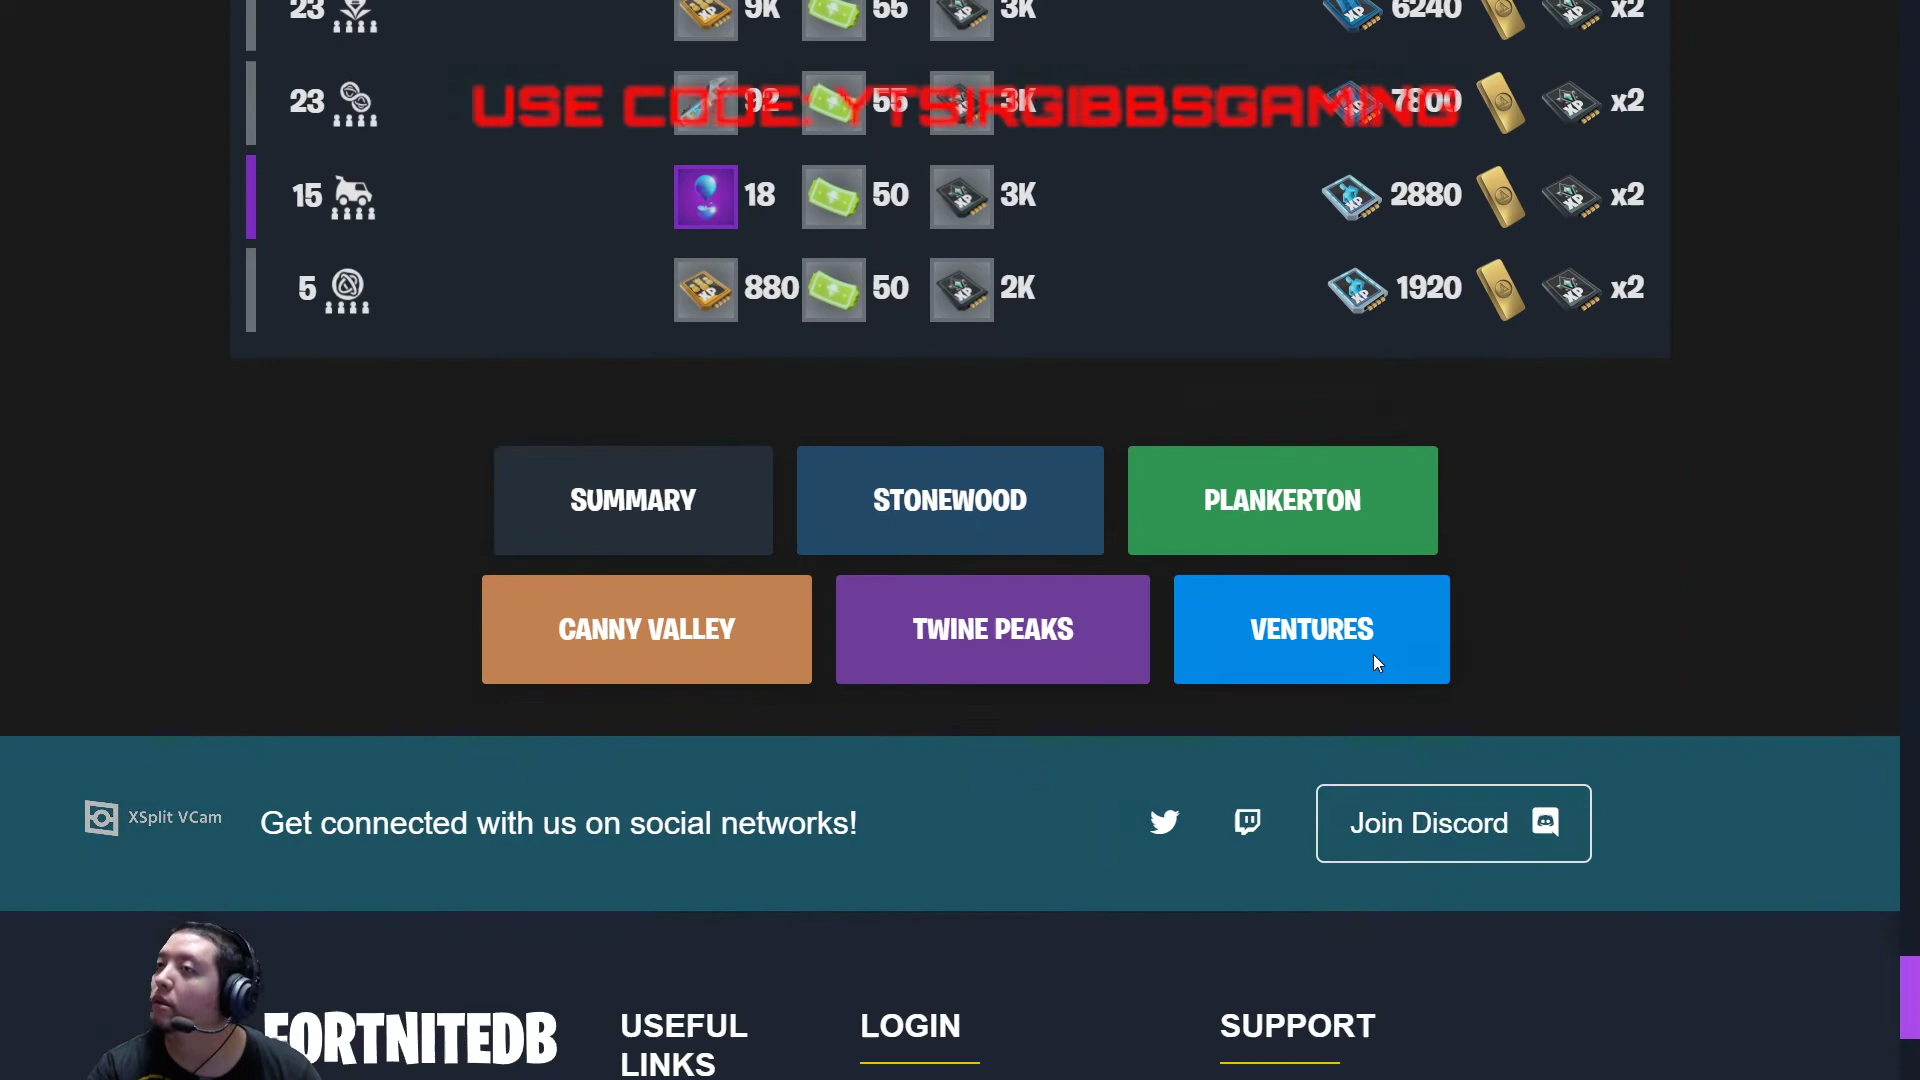 23 9K 55 3K 6240 x2
USE CODE: YTSIRGIBBSGAMING
23 92 55 3K 7800 x2
15 18 50 3K 2880 x2
5 880 50 2K 1920 x2
SUMMARY STONEWOOD PLANKERTON
CANNY VALLEY TWINE PEAKS VENTURES
XSplit VCam Get connected with us on social networks! Join Discord
FORTNITEDB USEFUL LINKS LOGIN SUPPORT